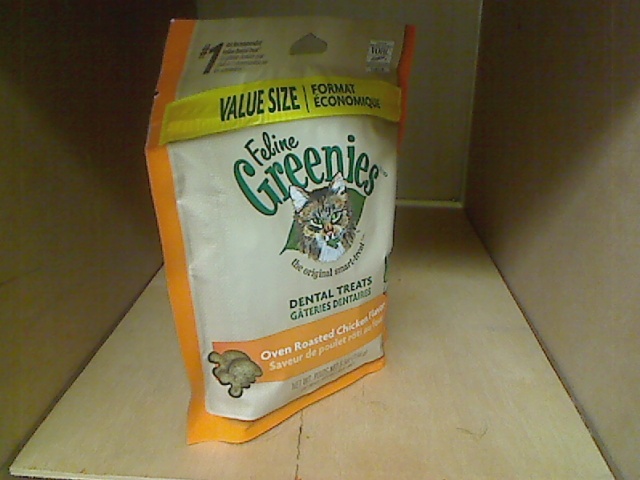 #1
VALUE SIZE | FORMAT ÉCONOMIQUE
Feline
Greenies
the original smart-treat
DENTAL TREATS
GÂTERIES DENTAIRES
Oven Roasted Chicken Flavor
Saveur de poulet rôti au four